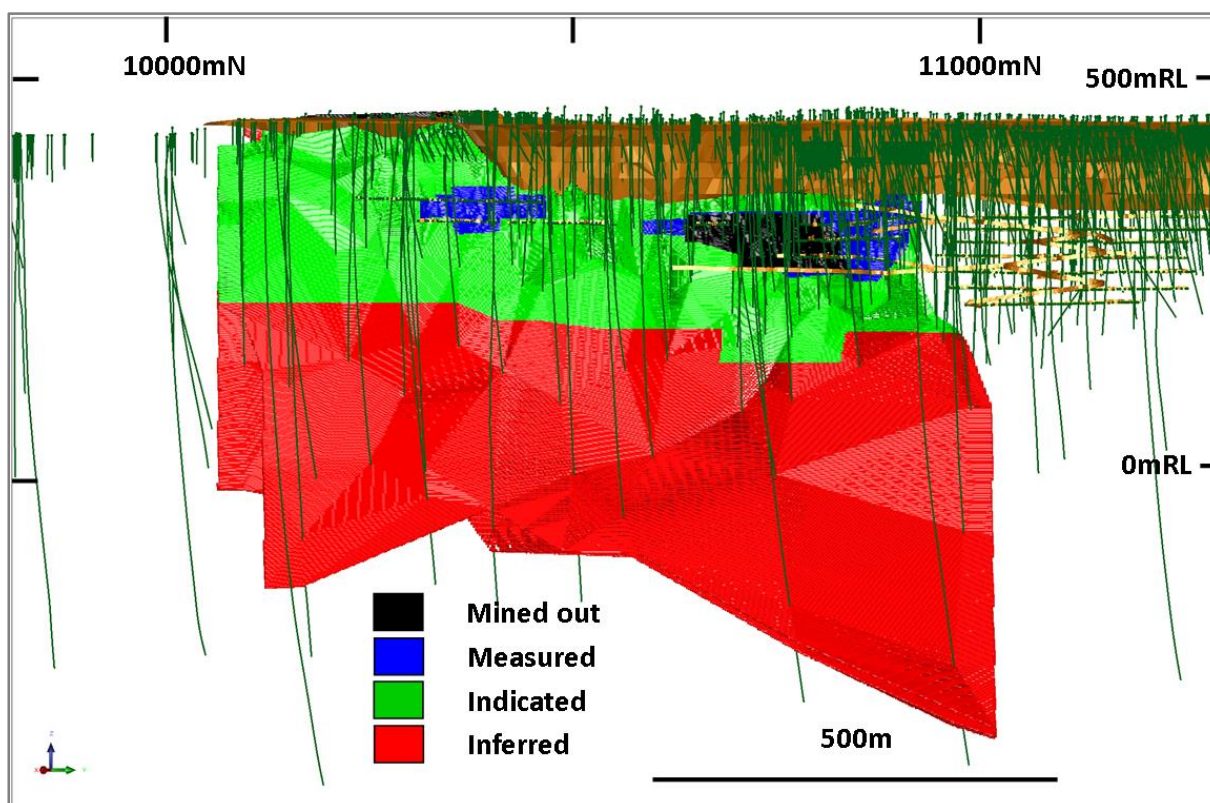 10000mN
11000mN
500mRL
0mRL
Mined out
Measured
Indicated
Inferred
500m